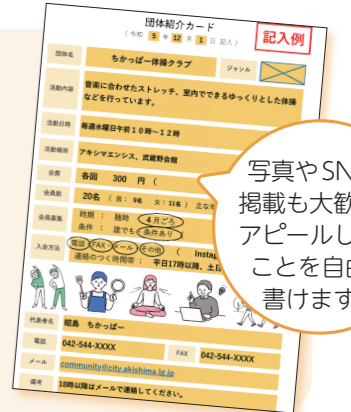 団体紹介カード
記入例
(令和 5 年 12 月 1 日 記入)
団体名 ちかっぱー体操クラブ ジャンル
活動内容 音楽に合わせたストレッチ、室内でできるゆっくりとした体操
などを行っています。
活動日時 毎週水曜日午前10時~12時
活動場所 アキシマエンシス、武蔵野会館
会費 各回 300 円 (
会員数 20名 (男: 9名 女: 11名) 主な年
会員募集 時期: 随時 4月ごろ
条件: 誰でも 条件あり
入会方法 電話 FAX・メール その他 ( Insta
連絡のつく時間帯: 平日17時以降、土日
写真やSN
掲載も大歓
アピールし
ことを自由
書けます
代表者名 昭島 ちかっぱー
電話 042-544-XXXX FAX 042-544-XXXX
メール community@city.akishima.lg.jp
備考 18時以降はメールで連絡してください。